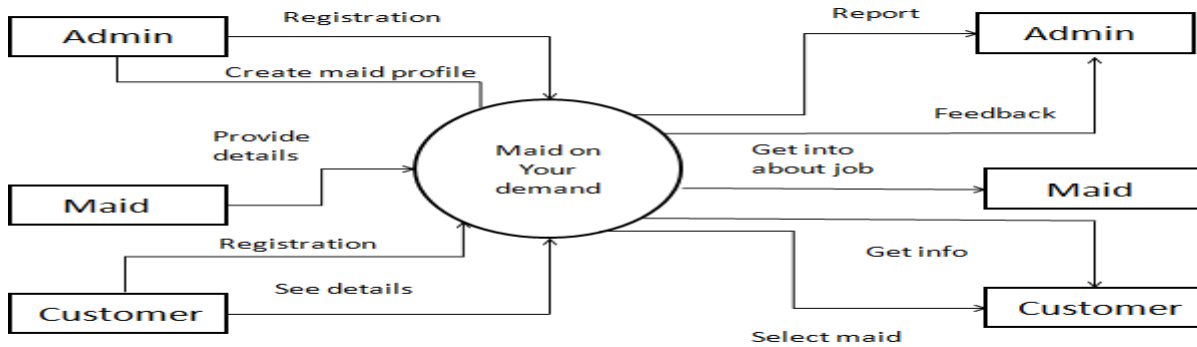 Registration
Admin
Create maid profile
Provide
details
Maid
Registration
Customer
See details
Maid on
Your
demand
Report
Admin
Feedback
Get into
about job
Maid
Get info
Customer
Select maid